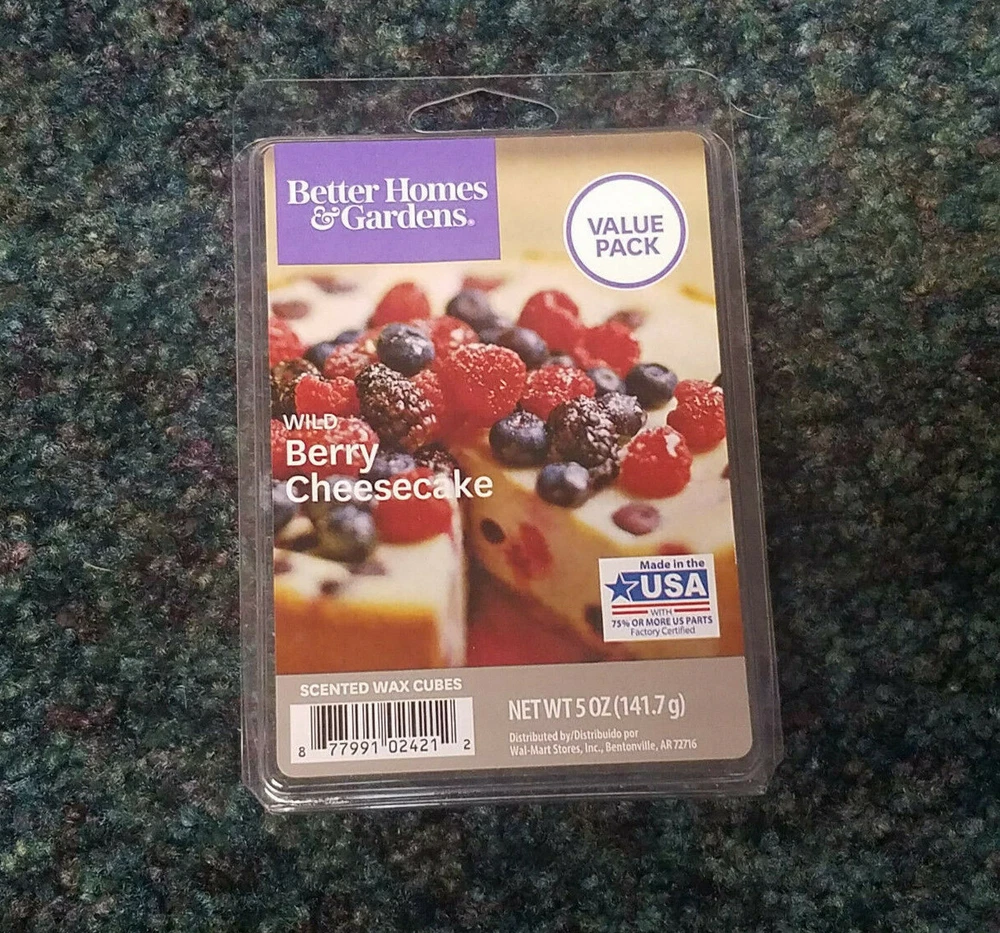 Better Homes
& Gardens®
VALUE
PACK
WILD
Berry
Cheesecake
Made in the
USA
WITH
75% OR MORE US PARTS
Factory Certified
SCENTED WAX CUBES
8 77991 02421 2
NET WT 5 OZ (141.7 g)
Distributed by/Distribuido por
Wal-Mart Stores, Inc., Bentonville, AR 72716